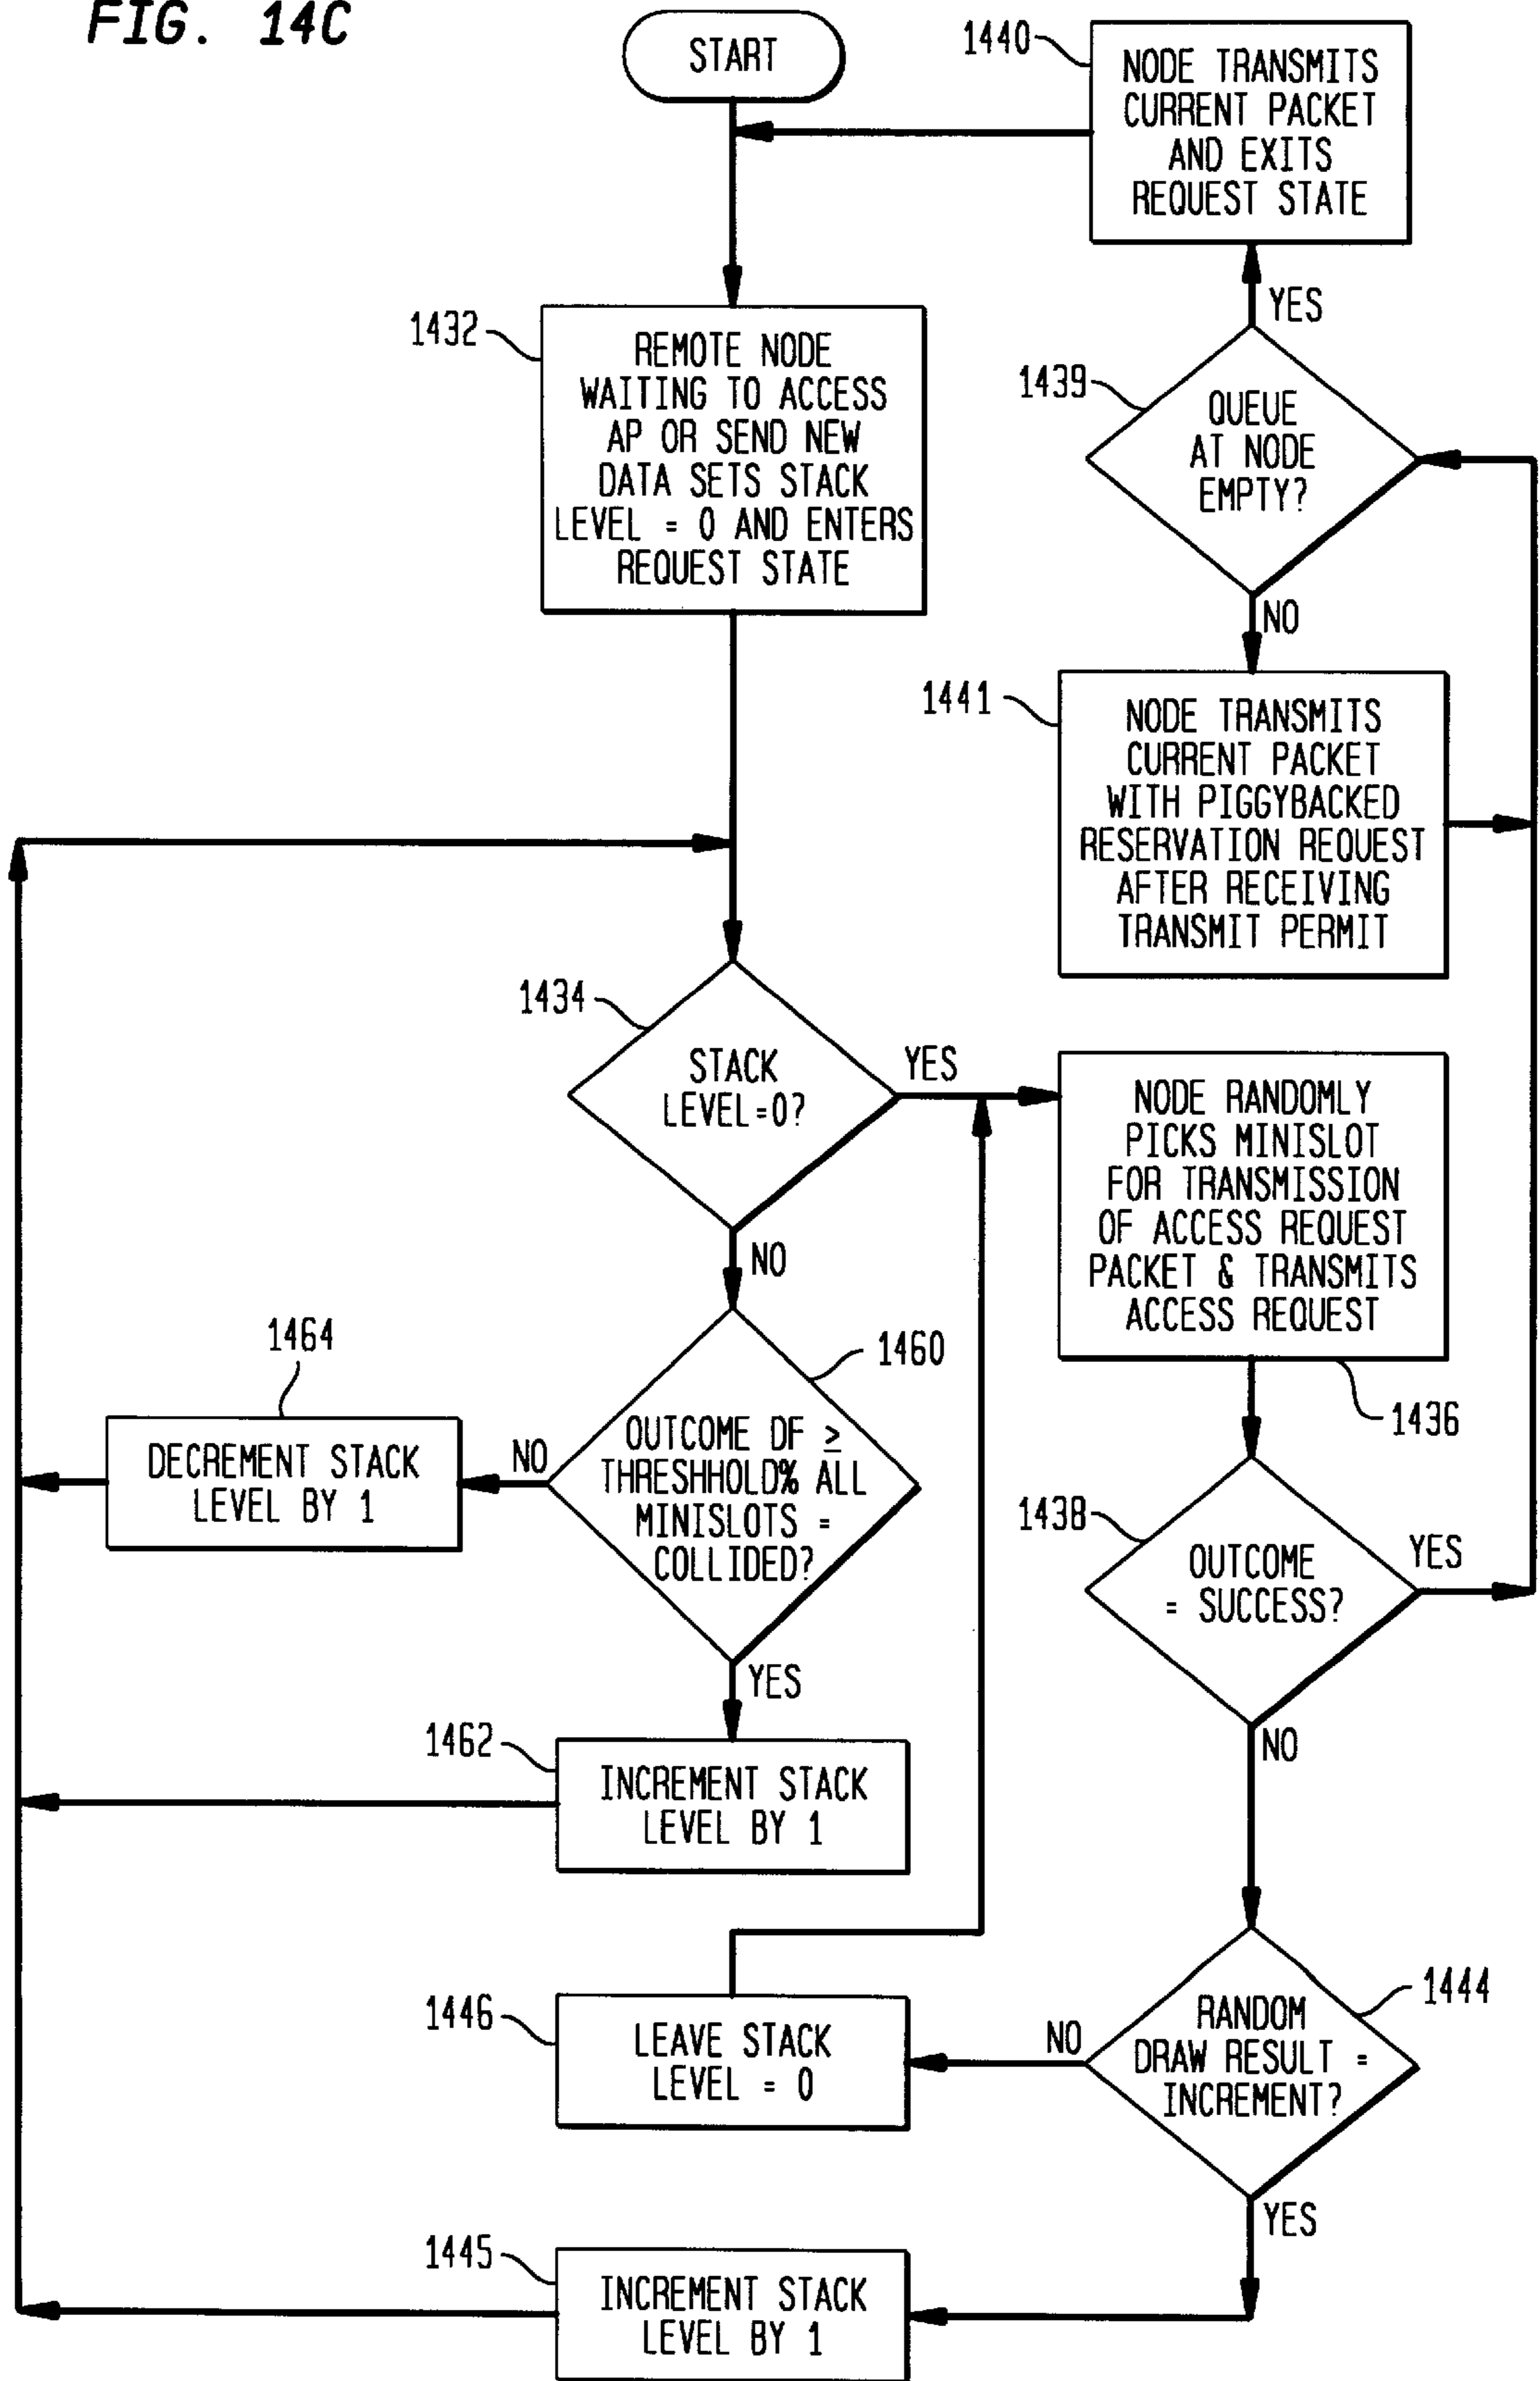 FIG. 14C
START
1440
NODE TRANSMITS
CURRENT PACKET
AND EXITS
REQUEST STATE
YES
1432
REMOTE NODE
WAITING TO ACCESS
AP OR SEND NEW
DATA SETS STACK
LEVEL = 0 AND ENTERS
REQUEST STATE
1439
QUEUE
AT NODE
EMPTY?
NO
1441
NODE TRANSMITS
CURRENT PACKET
WITH PIGGYBACKED
RESERVATION REQUEST
AFTER RECEIVING
TRANSMIT PERMIT
1434
STACK
LEVEL=0?
YES
NO
NODE RANDOMLY
PICKS MINISLOT
FOR TRANSMISSION
OF ACCESS REQUEST
PACKET & TRANSMITS
ACCESS REQUEST
1436
1464
DECREMENT STACK
LEVEL BY 1
NO
1460
OUTCOME DF ≥
THRESHHOLD% ALL
MINISLOTS =
COLLIDED?
YES
1438
OUTCOME
= SUCCESS?
YES
NO
1462
INCREMENT STACK
LEVEL BY 1
1446
LEAVE STACK
LEVEL = 0
NO
1444
RANDOM
DRAW RESULT =
INCREMENT?
YES
1445
INCREMENT STACK
LEVEL BY 1